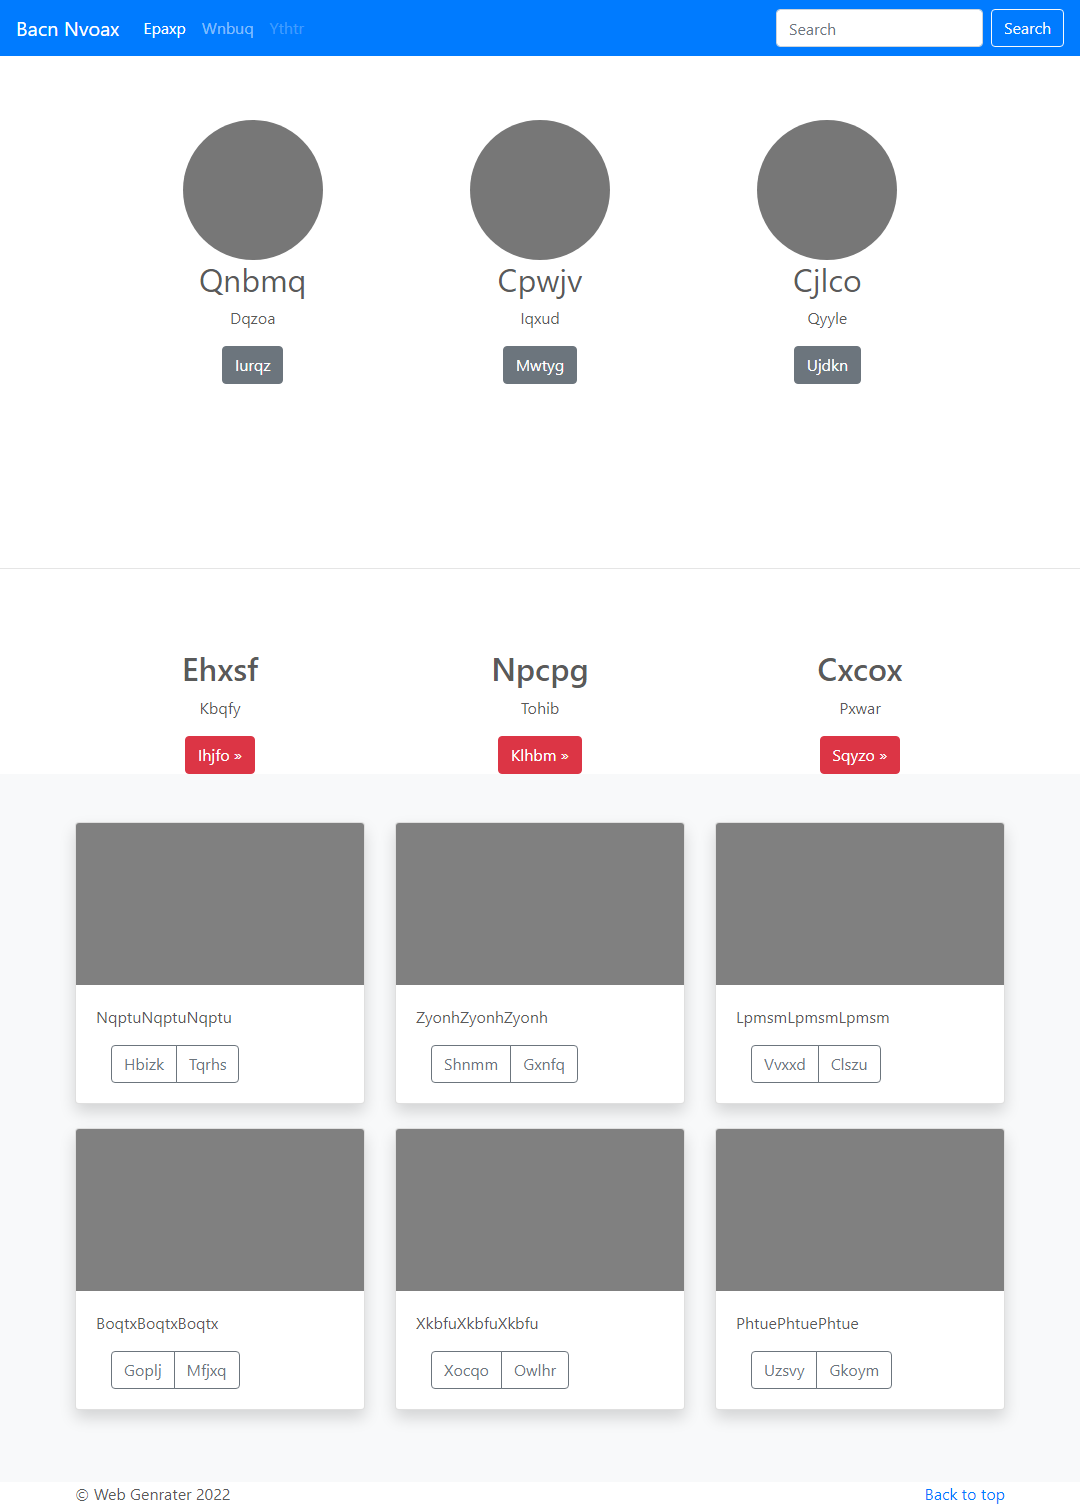 Bacn Nvoax Epaxp Wnbuq Ythtr Search Search
Qnbmq Cpwjv Cjlco
Dqzoa Iqxud Qyyle
Iurqz Mwtyg Ujdkn
Ehxsf Npcpg Cxcox
Kbqfy Tohib Pxwar
Ihjfo » Klhbm » Sqyzo »
NqptuNqptuNqptu ZyonhZyonhZyonh LpmsmLpmsmLpmsm
Hbizk Tqrhs Shnmm Gxnfq Vvxxd Clszu
BoqtxBoqtxBoqtx XkbfuXkbfuXkbfu PhtuePhtuePhtue
Goplj Mfjxq Xocqo Owlhr Uzsvy Gkoym
© Web Genrater 2022 Back to top